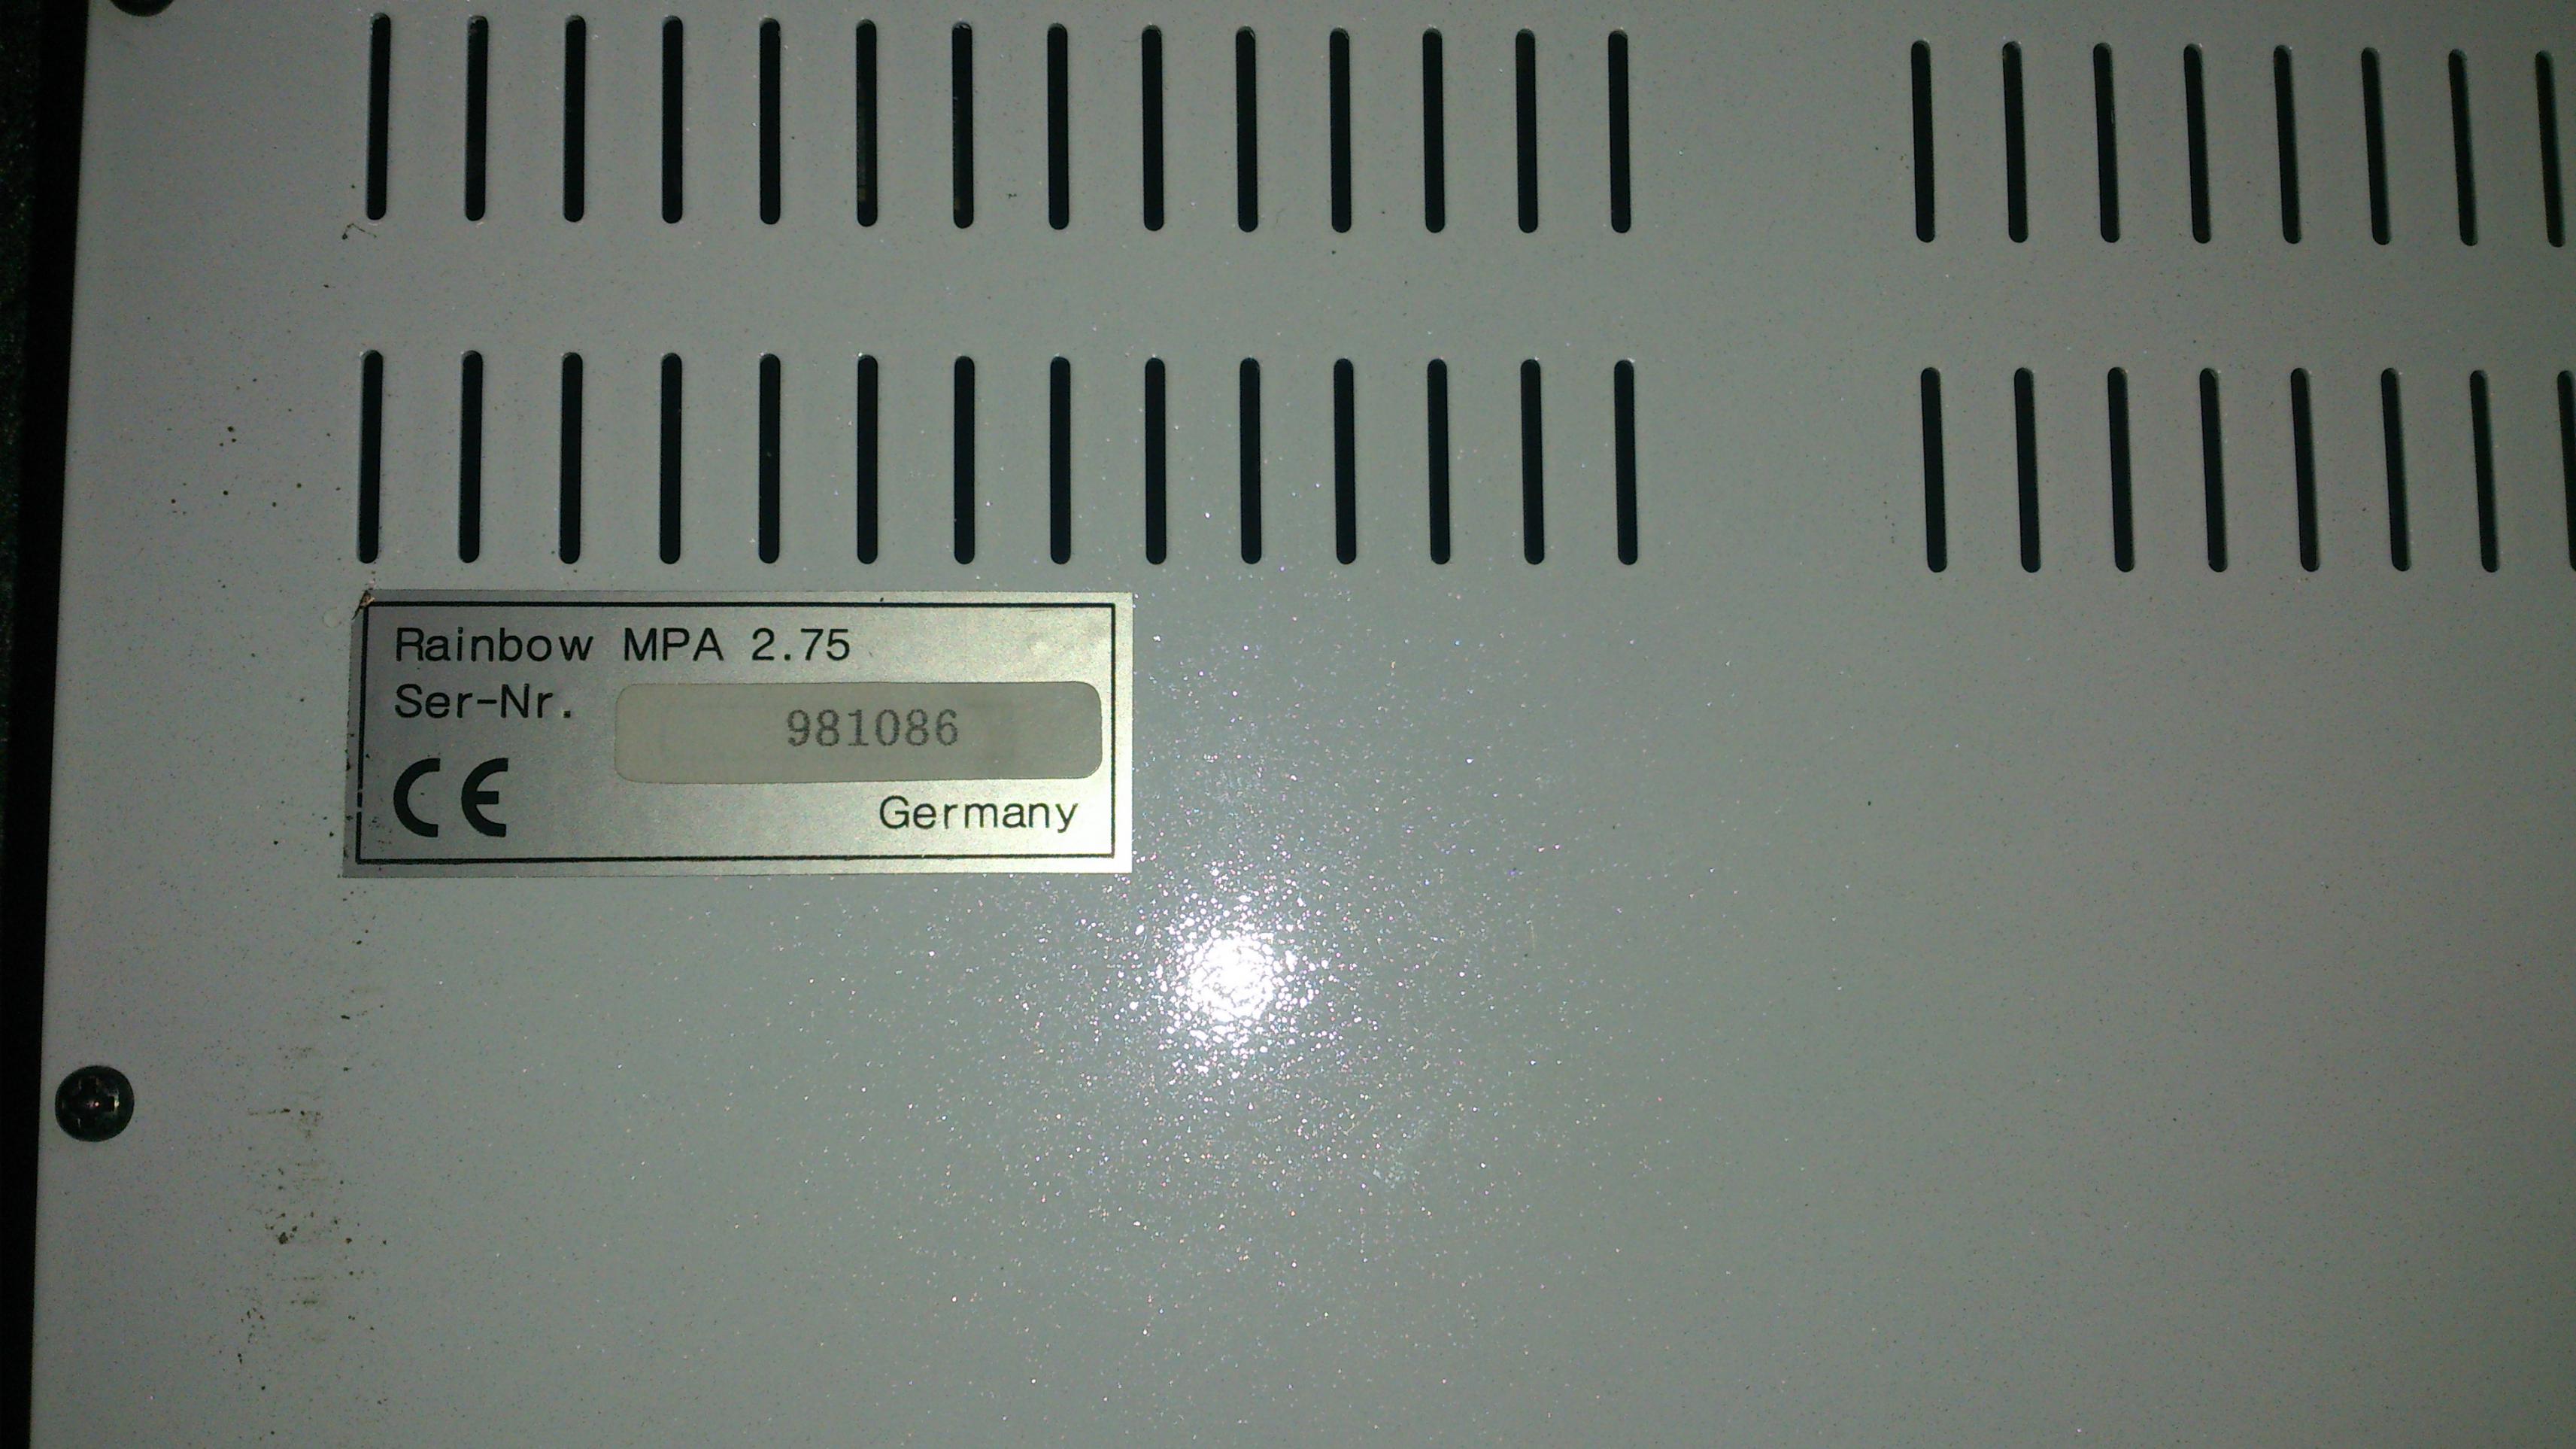 Rainbow MPA 2.75
Ser-Nr.
981086
CE
Germany